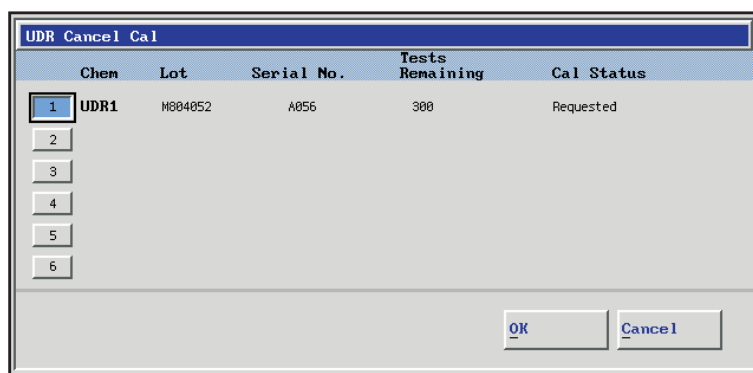 UDR Cancel Cal
Chem Lot Serial No. Tests Remaining Cal Status
1 UDR1 M804052 A056 300 Requested
2
3
4
5
6
OK Cancel